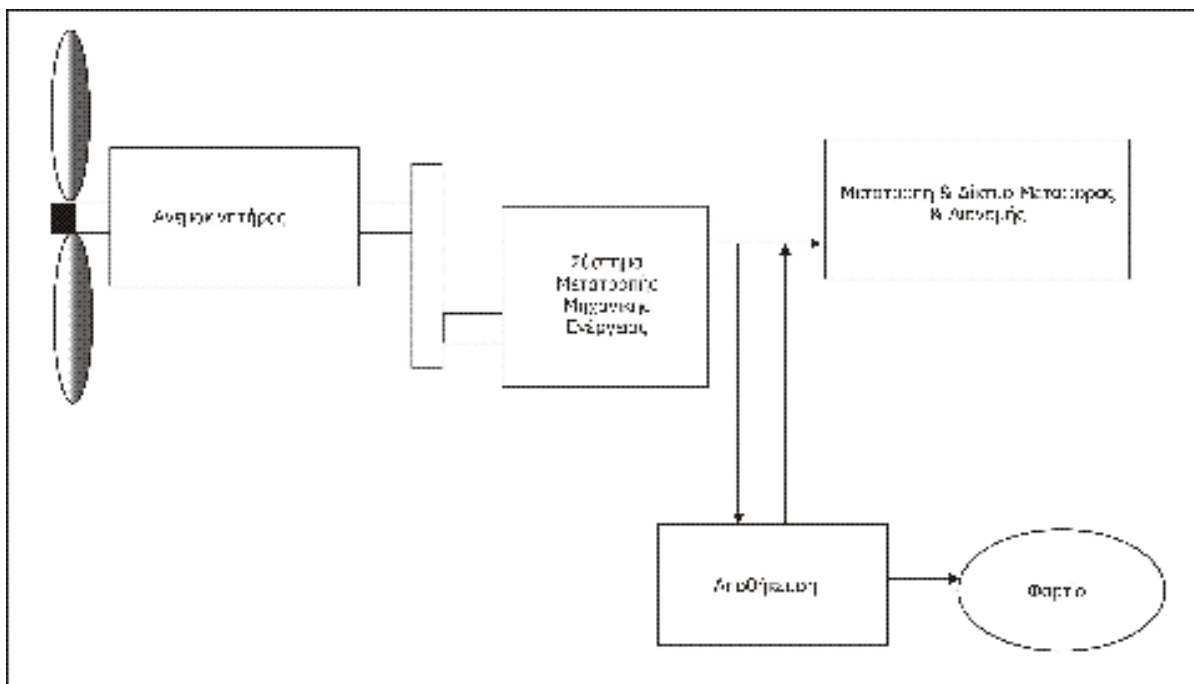 Ανεμοκινητήρας
Μετατροπή & Δίκτυο Μεταφοράς
& Διανομής
Σύστημα
Μετατροπής
Μηχανικής
Ενέργειας
Αποθήκευση
Φορτίο